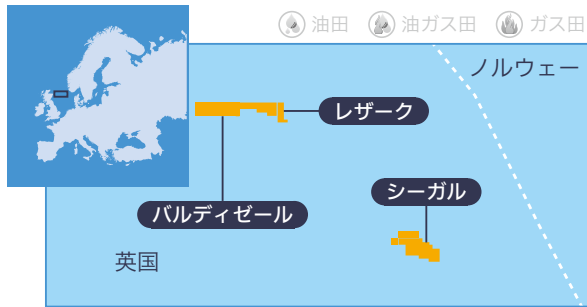 油田 油ガス田 ガス田
ノルウェー
レザーク
シーガル
バルディゼール
英国